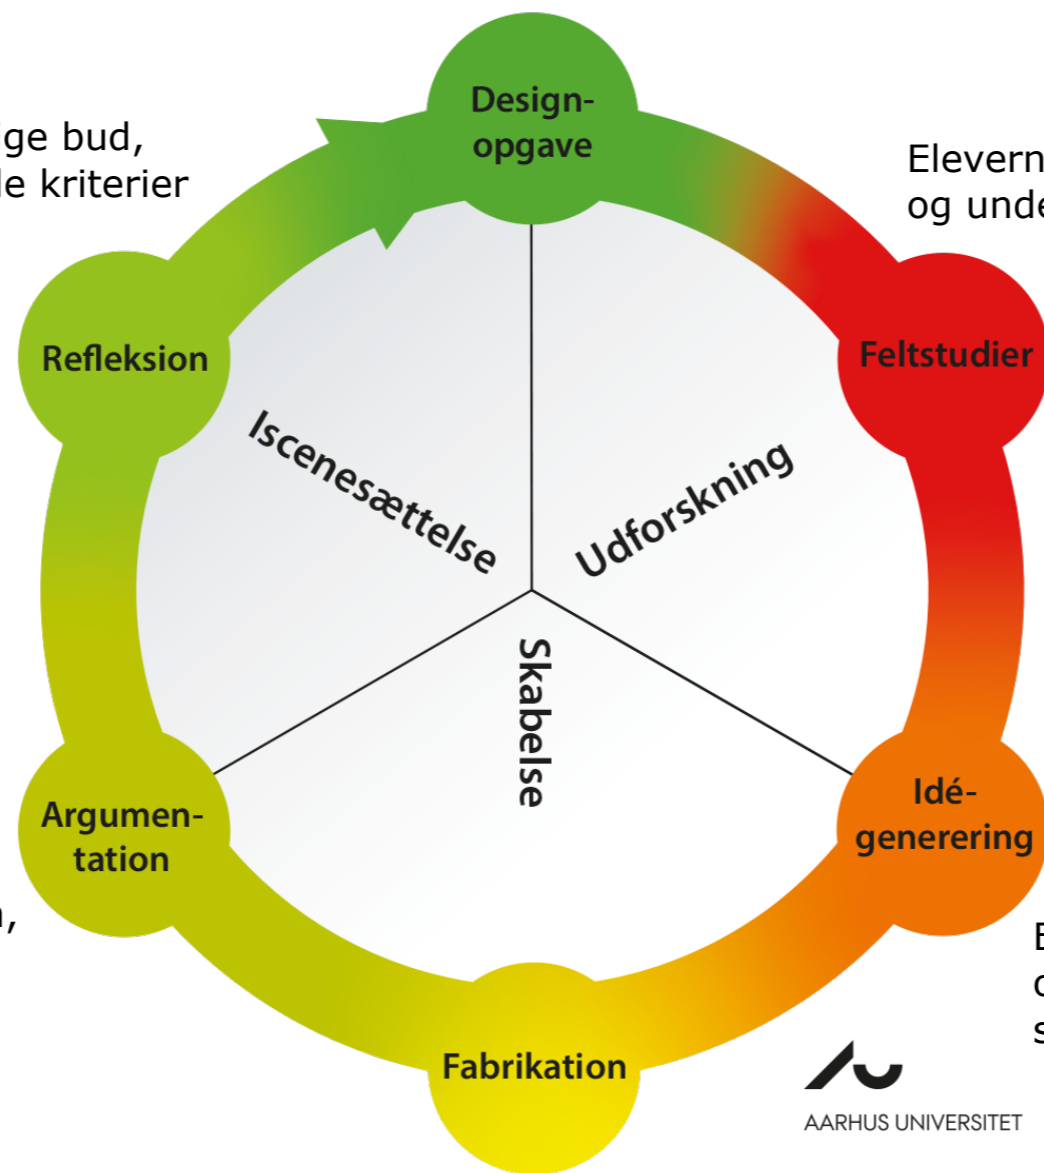 Design-
opgave
ge bud,
le kriterier
Elevern
og unde
Refleksion
Feltstudier
Iscenesættelse
Udforskning
Skabelse
Idé-
generering
Argumen-
tation
,
E
s
Fabrikation
AARHUS UNIVERSITET